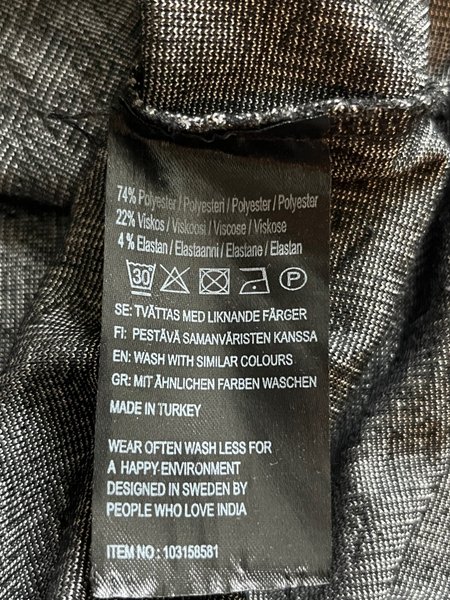 74% Polyester / Polyesteri / Polyester / Polyester
22% Viskos / Viskoosi / Viscose / Viskose
4% Elastan / Elastaanni / Elastane / Elastan
30 P
SE: TVÄTTAS MED LIKNANDE FÄRGER
FI: PESTÄVÄ SAMANVÄRISTEN KANSSA
EN: WASH WITH SIMILAR COLOURS
GR: MIT ÄHNLICHEN FARBEN WASCHEN
MADE IN TURKEY
WEAR OFTEN WASH LESS FOR
A HAPPY ENVIRONMENT
DESIGNED IN SWEDEN BY
PEOPLE WHO LOVE INDIA
ITEM NO : 103158581